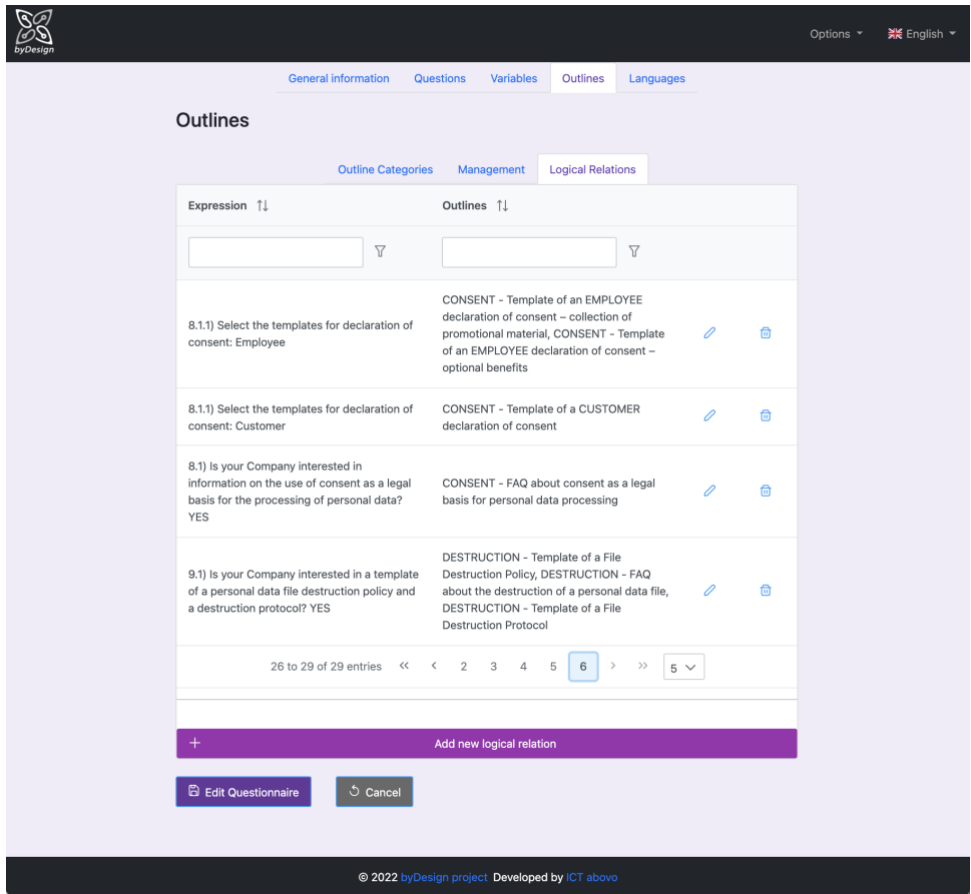 byDesign
Options
English
General information
Questions
Variables
Outlines
Languages
Outlines
Outline Categories
Management
Logical Relations
Expression
Outlines
8.1.1) Select the templates for declaration of
consent: Employee
CONSENT - Template of an EMPLOYEE
declaration of consent – collection of
promotional material, CONSENT - Template
of an EMPLOYEE declaration of consent –
optional benefits
8.1.1) Select the templates for declaration of
consent: Customer
CONSENT - Template of a CUSTOMER
declaration of consent
8.1) Is your Company interested in
information on the use of consent as a legal
basis for the processing of personal data?
YES
CONSENT - FAQ about consent as a legal
basis for personal data processing
9.1) Is your Company interested in a template
of a personal data file destruction policy and
a destruction protocol? YES
DESTRUCTION - Template of a File
Destruction Policy, DESTRUCTION - FAQ
about the destruction of a personal data file,
DESTRUCTION - Template of a File
Destruction Protocol
26 to 29 of 29 entries « ‹ 2 3 4 5 6 › » 5
+ Add new logical relation
Edit Questionnaire
Cancel
© 2022 byDesign project Developed by ICT abovo